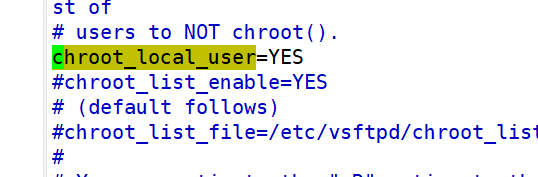 st of
# users to NOT chroot().
chroot_local_user=YES
#chroot_list_enable=YES
# (default follows)
#chroot_list_file=/etc/vsftpd/chroot_list
#